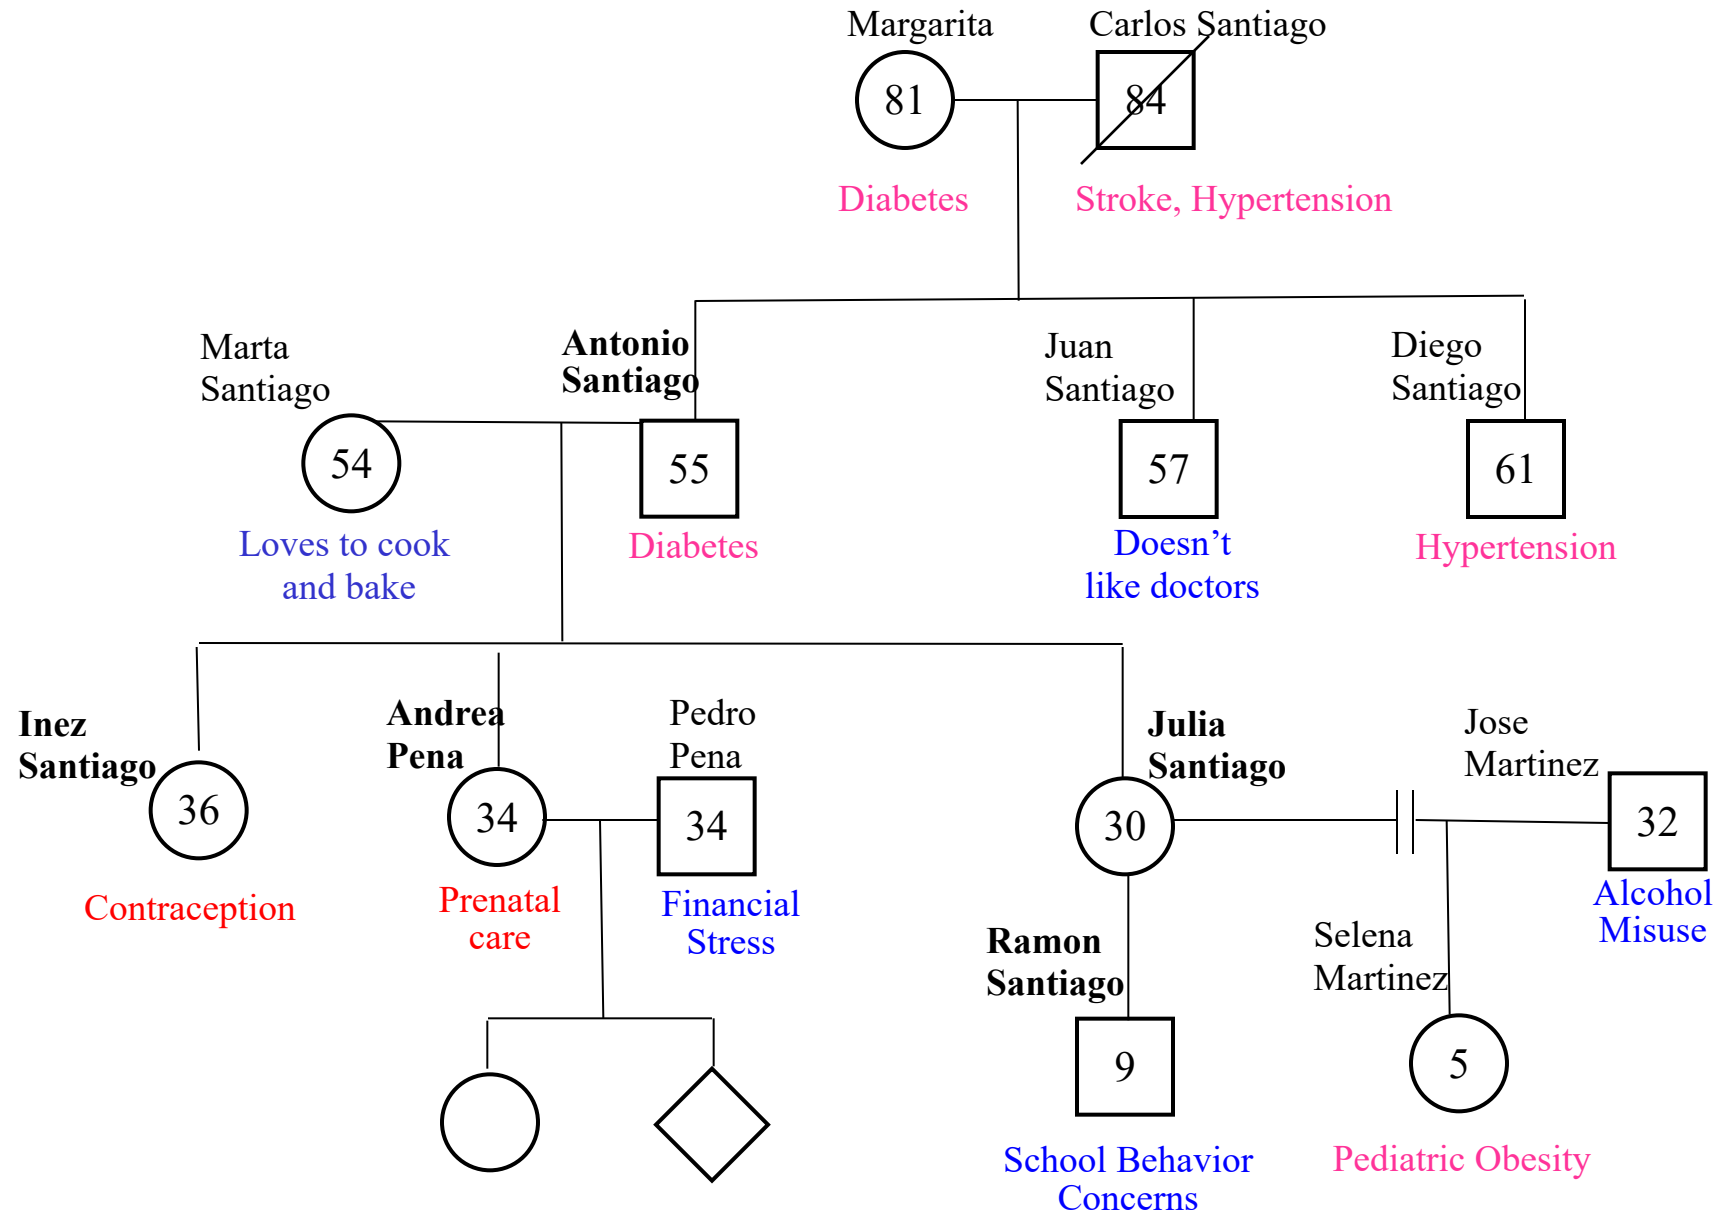 Margarita
Carlos Santiago
81
84
Diabetes
Stroke, Hypertension
Marta
Santiago
Antonio
Santiago
Juan
Santiago
Diego
Santiago
54
55
57
61
Loves to cook
and bake
Diabetes
Doesn’t
like doctors
Hypertension
Inez
Santiago
Andrea
Pena
Pedro
Pena
Julia
Santiago
Jose
Martinez
36
34
34
30
32
Contraception
Prenatal
care
Financial
Stress
Alcohol
Misuse
Ramon
Santiago
Selena
Martinez
9
5
School Behavior
Concerns
Pediatric Obesity